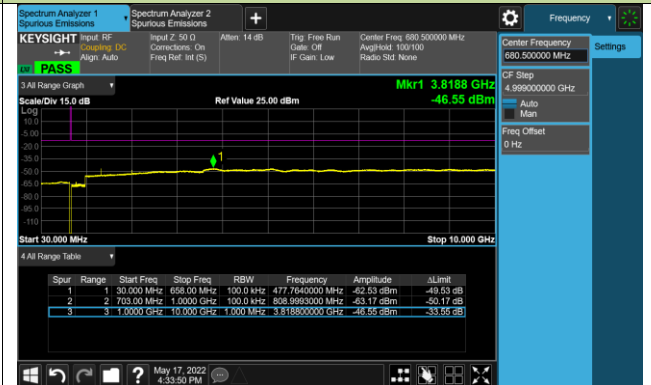 Spectrum Analyzer 1
Spurious Emissions
Spectrum Analyzer 2
Spurious Emissions
+
Frequency
KEYSIGHT
Input: RF
Coupling: DC
Align: Auto
Input Z: 50 Ω
Corrections: On
Freq Ref: Int (S)
Atten: 14 dB
Trig: Free Run
Gate: Off
IF Gain: Low
Center Freq: 680.500000 MHz
Avg|Hold: 100/100
Radio Std: None
PASS
Center Frequency
680.500000 MHz
Settings
CF Step
4.999000000 GHz
Auto
Man
Freq Offset
0 Hz
3 All Range Graph
Mkr1 3.8188 GHz
Scale/Div 15.0 dB
Ref Value 25.00 dBm
-46.55 dBm
Log
10.0
-5.00
-20.0
-35.0
-50.0
-65.0
-80.0
-95.0
-110
1
Start 30.000 MHz
Stop 10.000 GHz
4 All Range Table
Spur Range Start Freq Stop Freq RBW Frequency Amplitude ΔLimit
1 1 30.000 MHz 658.00 MHz 100.0 kHz 477.7640000 MHz -62.53 dBm -49.53 dB
2 2 703.00 MHz 1.0000 GHz 100.0 kHz 808.9993000 MHz -63.17 dBm -50.17 dB
3 3 1.0000 GHz 10.000 GHz 1.000 MHz 3.818800000 GHz -46.55 dBm -33.55 dB
?
May 17, 2022
4:33:50 PM